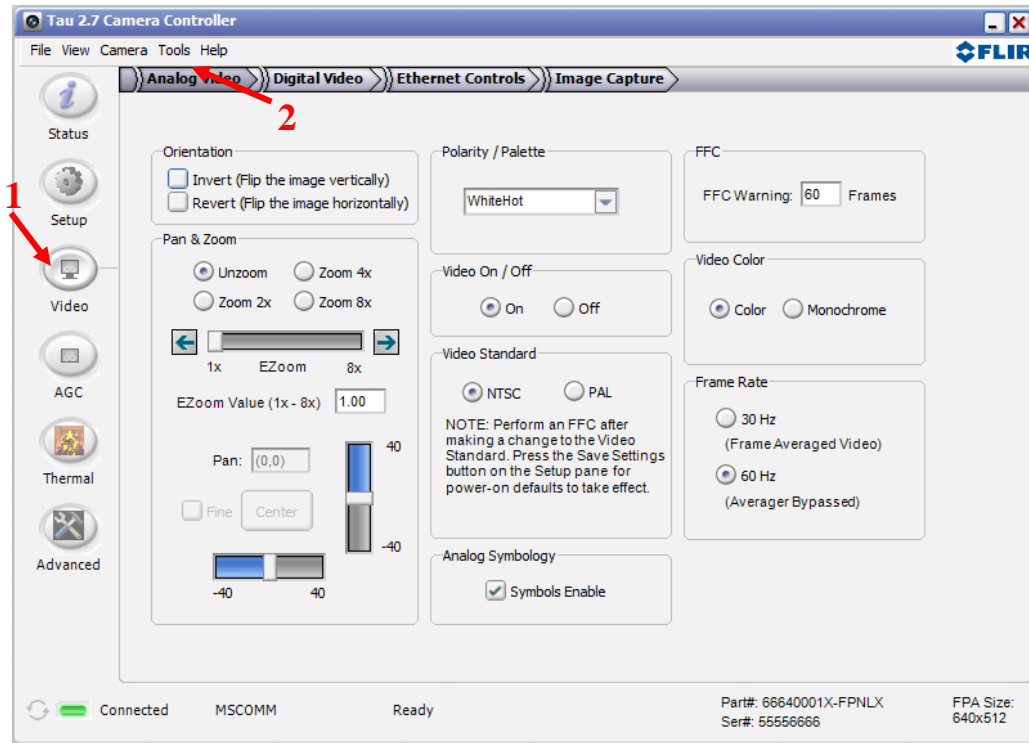 Tau 2.7 Camera Controller
File View Camera Tools Help
FLIR
Analog Video
Digital Video
Ethernet Controls
Image Capture
2
1
Status
Setup
Video
AGC
Thermal
Advanced
Orientation
Invert (Flip the image vertically)
Revert (Flip the image horizontally)
Pan & Zoom
Unzoom
Zoom 4x
Zoom 2x
Zoom 8x
1x EZoom 8x
EZoom Value (1x - 8x) 1.00
Pan: (0,0)
40
Fine
Center
-40
-40 40
Polarity / Palette
WhiteHot
Video On / Off
On
Off
Video Standard
NTSC
PAL
NOTE: Perform an FFC after
making a change to the Video
Standard. Press the Save Settings
button on the Setup pane for
power-on defaults to take effect.
Analog Symbology
Symbols Enable
FFC
FFC Warning: 60 Frames
Video Color
Color
Monochrome
Frame Rate
30 Hz
(Frame Averaged Video)
60 Hz
(Averager Bypassed)
Connected
MSCOMM
Ready
Part#: 66640001X-FPNLX
Ser#: 55556666
FPA Size:
640x512